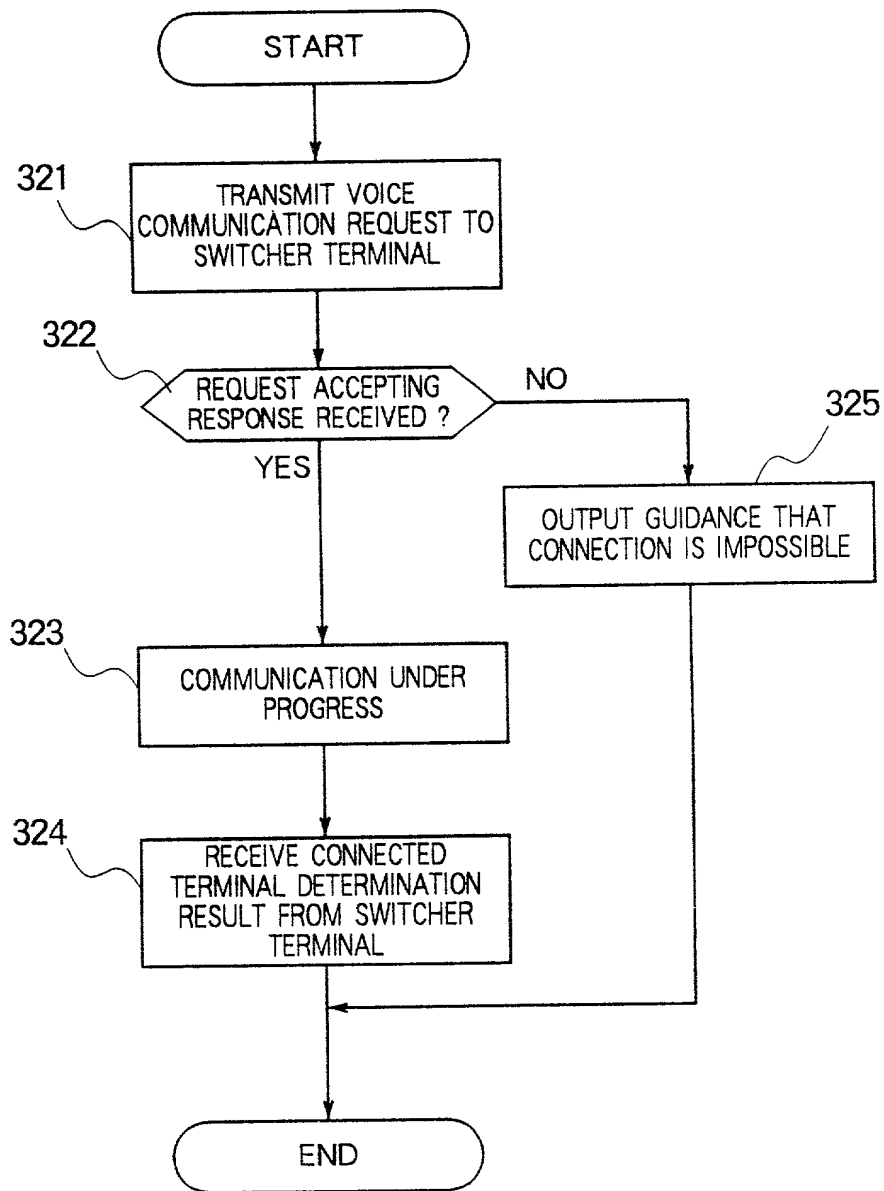 START
321
TRANSMIT VOICE
COMMUNICATION REQUEST TO
SWITCHER TERMINAL
322
REQUEST ACCEPTING
RESPONSE RECEIVED ?
NO
YES
325
OUTPUT GUIDANCE THAT
CONNECTION IS IMPOSSIBLE
323
COMMUNICATION UNDER
PROGRESS
324
RECEIVE CONNECTED
TERMINAL DETERMINATION
RESULT FROM SWITCHER
TERMINAL
END